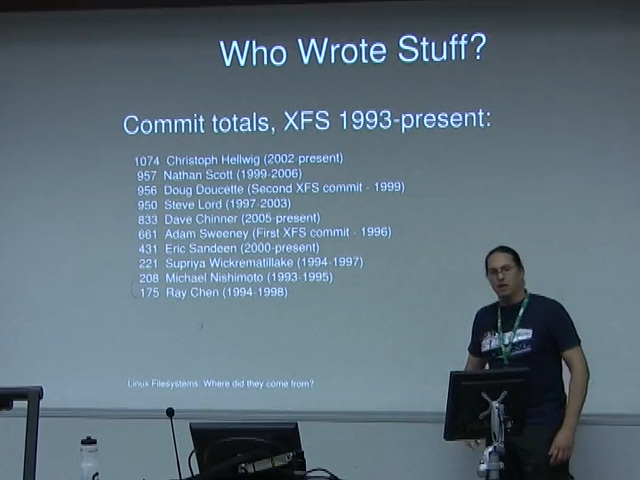 Who Wrote Stuff?
Commit totals, XFS 1993-present:
1074 Christoph Hellwig (2002-present)
957 Nathan Scott (1999-2006)
956 Doug Doucette (Second XFS commit - 1999)
950 Steve Lord (1997-2003)
833 Dave Chinner (2005-present)
661 Adam Sweeney (First XFS commit - 1996)
431 Eric Sandeen (2000-present)
221 Supriya Wickrematillake (1994-1997)
208 Michael Nishimoto (1993-1995)
175 Ray Chen (1994-1998)
Linux Filesystems: Where did they come from?